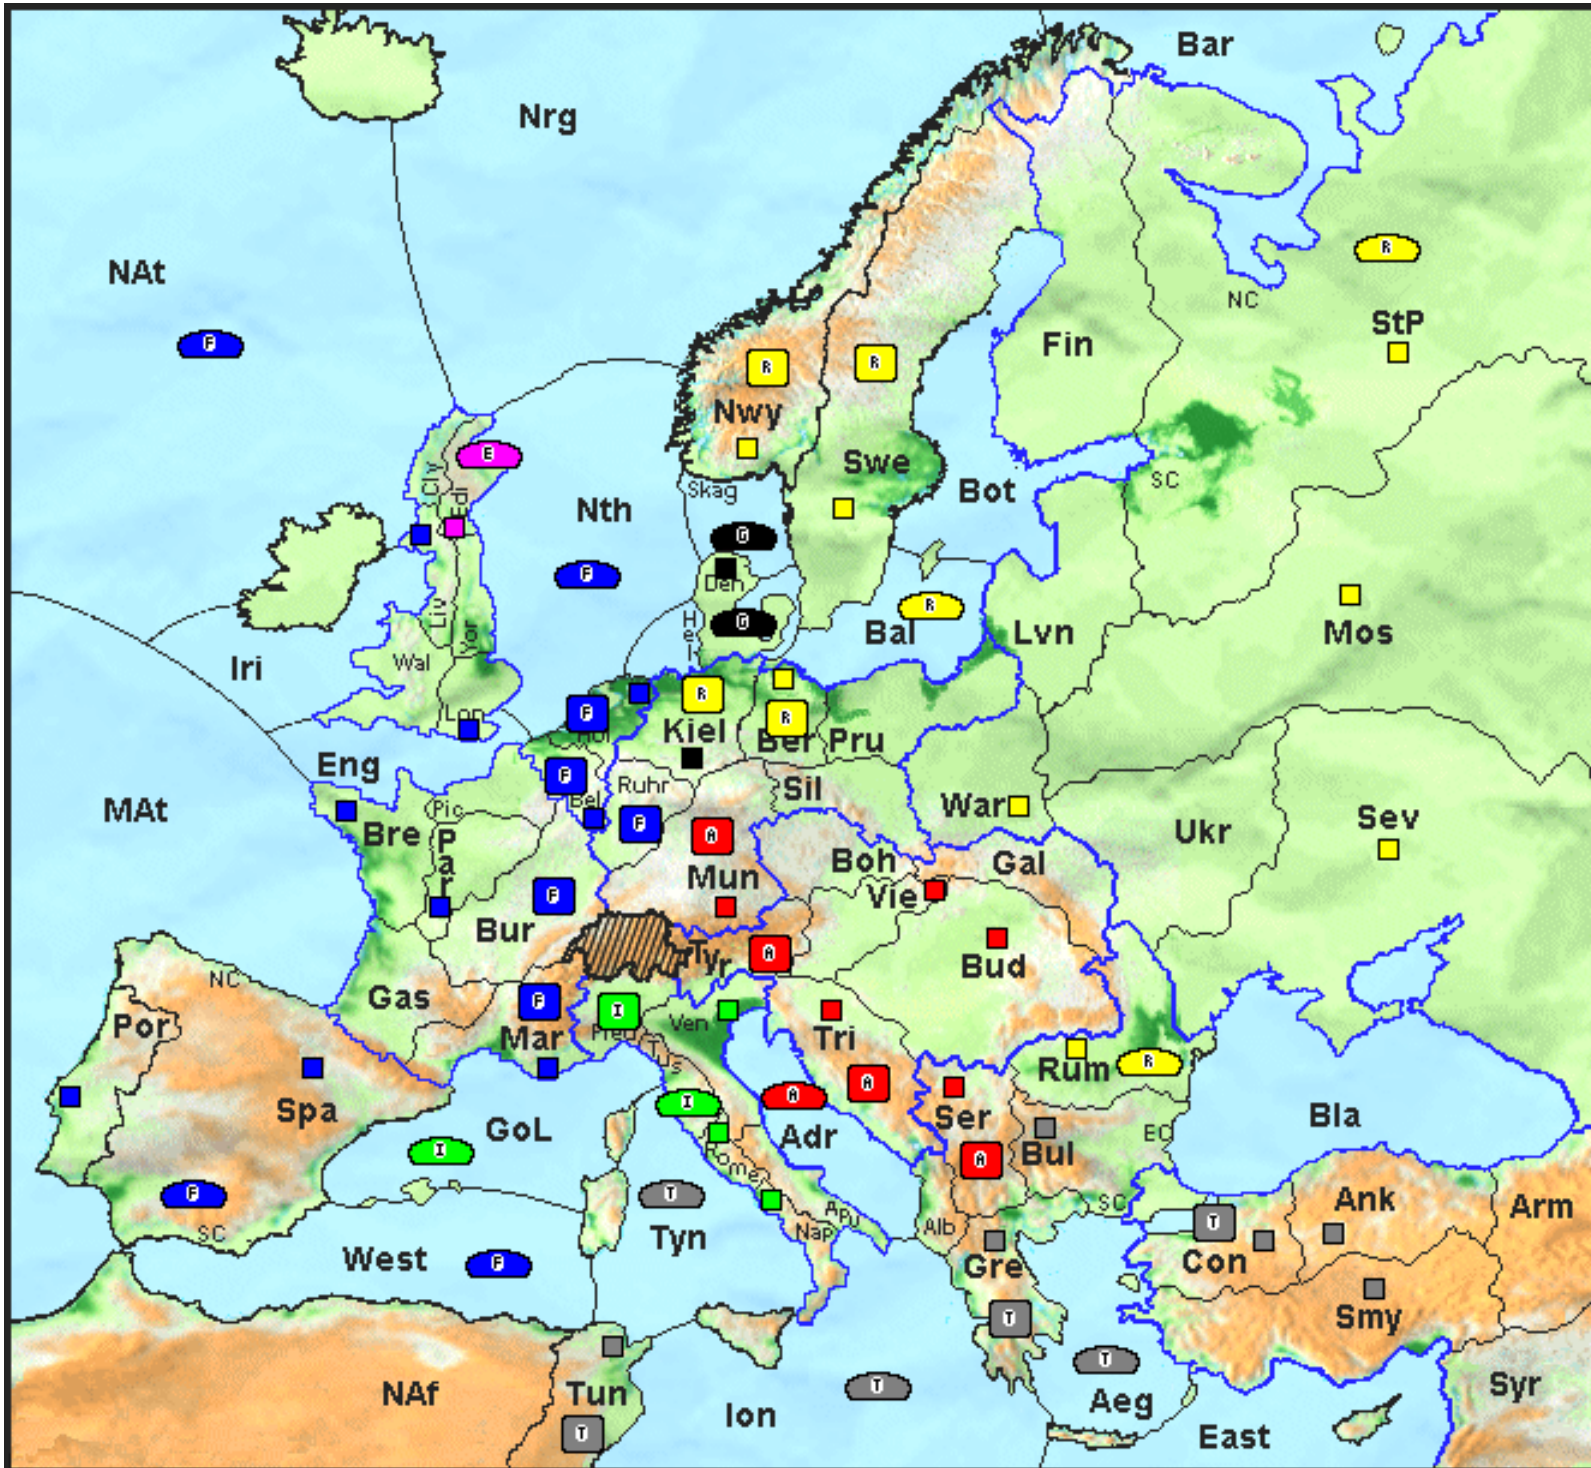 Bar
Nrg
NAt
R
NC
StP
F
Fin
R
R
Nwy
E
Swe
Cly
Edi
Skag
Bot
SC
Nth
G
F
Den
R
Mos
Liv
Yor
Hel
G
Bal
Lvn
Iri
Wal
R
F
Lon
Hol
Kiel
R
Ber
Pru
Eng
F
Ruhr
Sil
MAt
Pic
Bel
War
Bre
Par
F
A
Ukr
Sev
Boh
Gal
Mun
Vie
F
Bur
Tyr
A
Bud
NC
Gas
F
I
Por
Mar
Pied
Ven
Tri
Tus
Rum
R
A
A
I
Spa
GoL
Adr
Ser
Bla
I
Bul
EC
A
Rome
F
T
SC
Ank
Arm
SC
Tyn
Nap
Apu
Alb
T
West
F
Gre
Con
Smy
T
T
NAf
Tun
T
Aeg
Syr
Ion
T
East